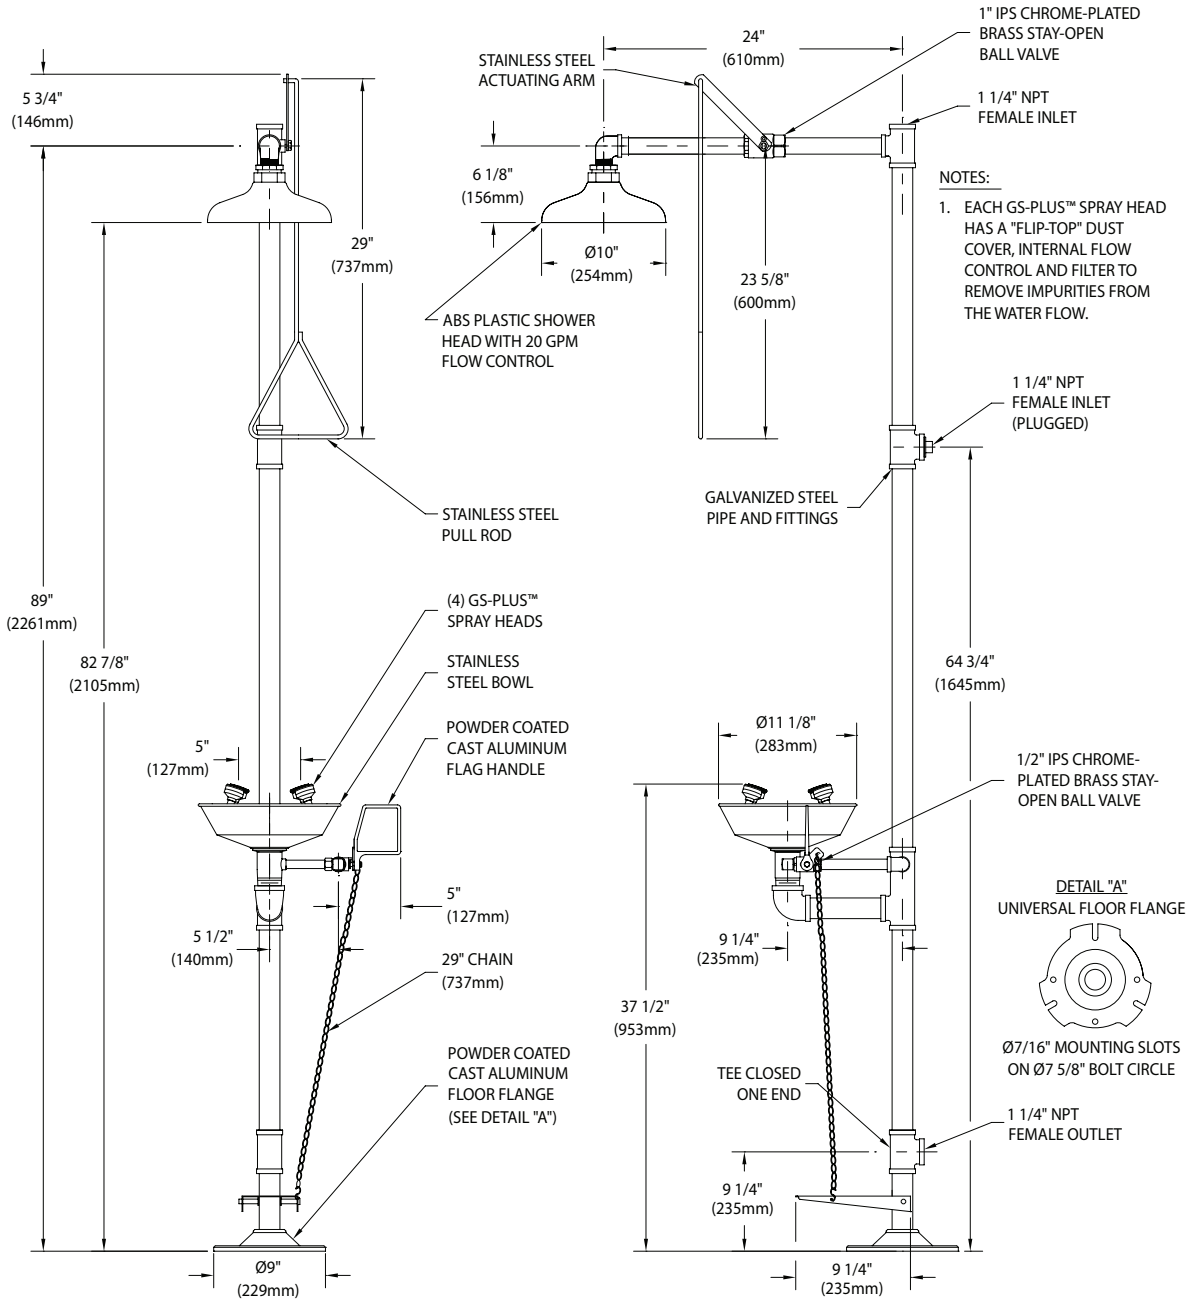 5 3/4"
(146mm)
89"
(2261mm)
82 7/8"
(2105mm)
29"
(737mm)
STAINLESS STEEL
PULL ROD
(4) GS-PLUS™
SPRAY HEADS
STAINLESS
STEEL BOWL
POWDER COATED
CAST ALUMINUM
FLAG HANDLE
5"
(127mm)
5"
(127mm)
5 1/2"
(140mm)
29" CHAIN
(737mm)
POWDER COATED
CAST ALUMINUM
FLOOR FLANGE
(SEE DETAIL "A")
Ø9"
(229mm)
24"
(610mm)
STAINLESS STEEL
ACTUATING ARM
1" IPS CHROME-PLATED
BRASS STAY-OPEN
BALL VALVE
1 1/4" NPT
FEMALE INLET
6 1/8"
(156mm)
Ø10"
(254mm)
ABS PLASTIC SHOWER
HEAD WITH 20 GPM
FLOW CONTROL
23 5/8"
(600mm)
NOTES:
1. EACH GS-PLUS™ SPRAY HEAD
HAS A "FLIP-TOP" DUST
COVER, INTERNAL FLOW
CONTROL AND FILTER TO
REMOVE IMPURITIES FROM
THE WATER FLOW.
1 1/4" NPT
FEMALE INLET
(PLUGGED)
GALVANIZED STEEL
PIPE AND FITTINGS
64 3/4"
(1645mm)
Ø11 1/8"
(283mm)
1/2" IPS CHROME-
PLATED BRASS STAY-
OPEN BALL VALVE
9 1/4"
(235mm)
37 1/2"
(953mm)
DETAIL "A"
UNIVERSAL FLOOR FLANGE
Ø7/16" MOUNTING SLOTS
ON Ø7 5/8" BOLT CIRCLE
TEE CLOSED
ONE END
1 1/4" NPT
FEMALE OUTLET
9 1/4"
(235mm)
9 1/4"
(235mm)